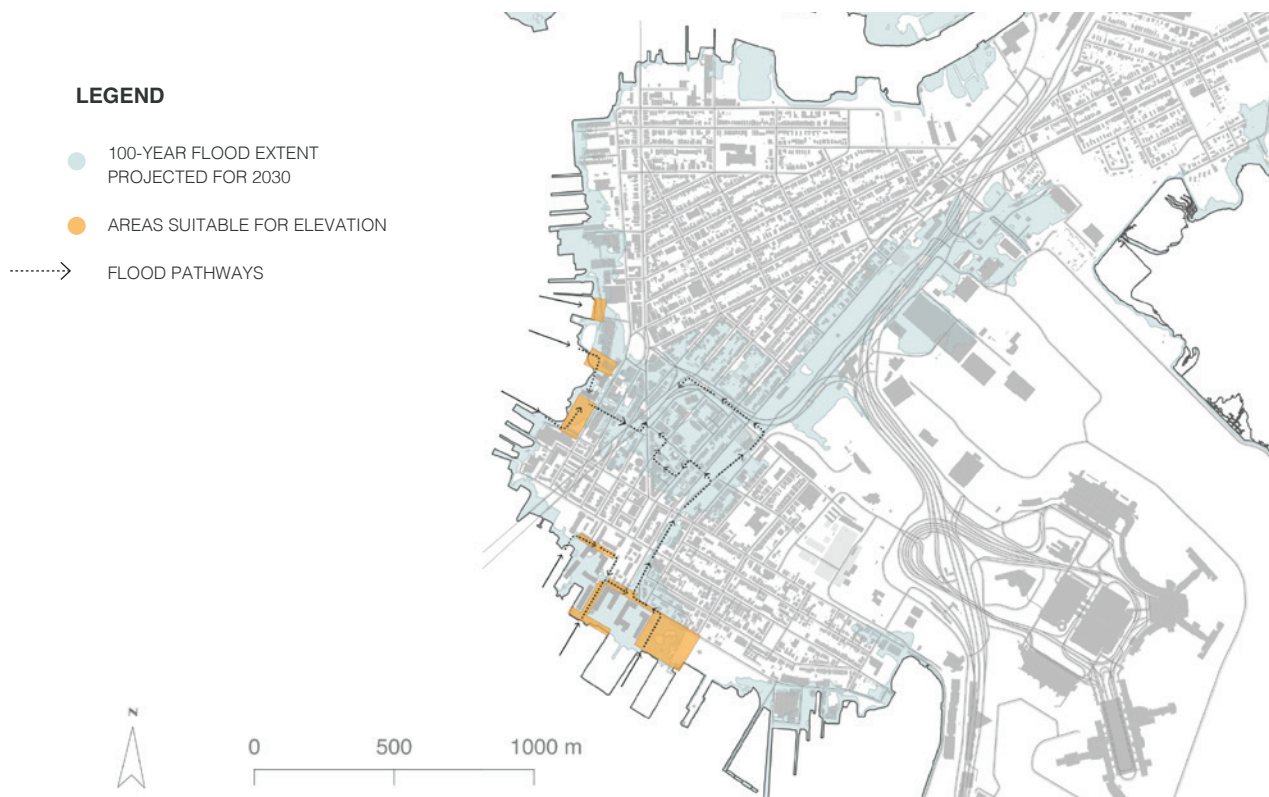 LEGEND
100-YEAR FLOOD EXTENT
PROJECTED FOR 2030
AREAS SUITABLE FOR ELEVATION
FLOOD PATHWAYS
N
0 500 1000 m